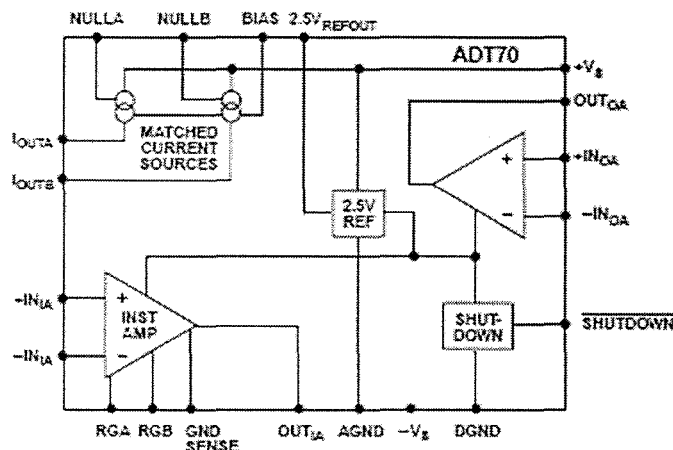 NULLA NULLB BIAS 2.5V REFOUT
ADT70
+VS
OUTOA
IOUTA
MATCHED
CURRENT
SOURCES
+INOA
IOUTB
2.5V
REF
−INOA
+INIA
+
−
+
INST
AMP
−
SHUT-
DOWN
SHUTDOWN
−INIA
RGA RGB GND
SENSE
OUTIA AGND −VS DGND